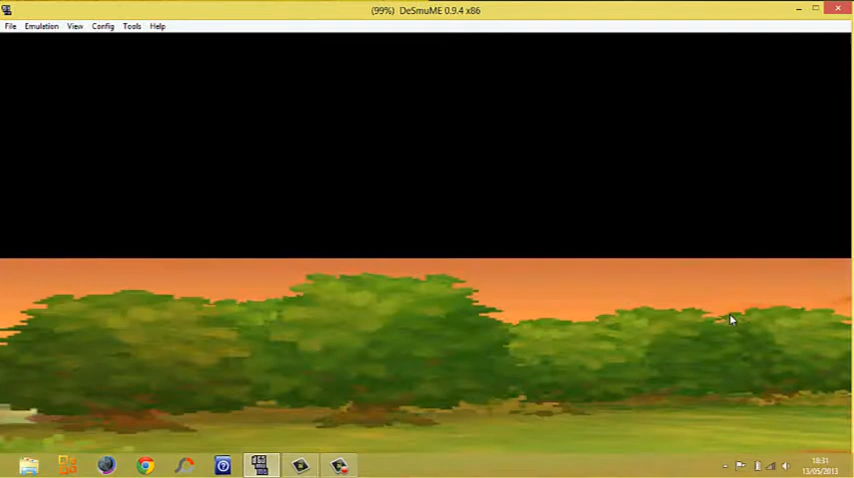 (99%) DeSmuME 0.9.4 x86
File Emulation View Config Tools Help
18:31
13/05/2013